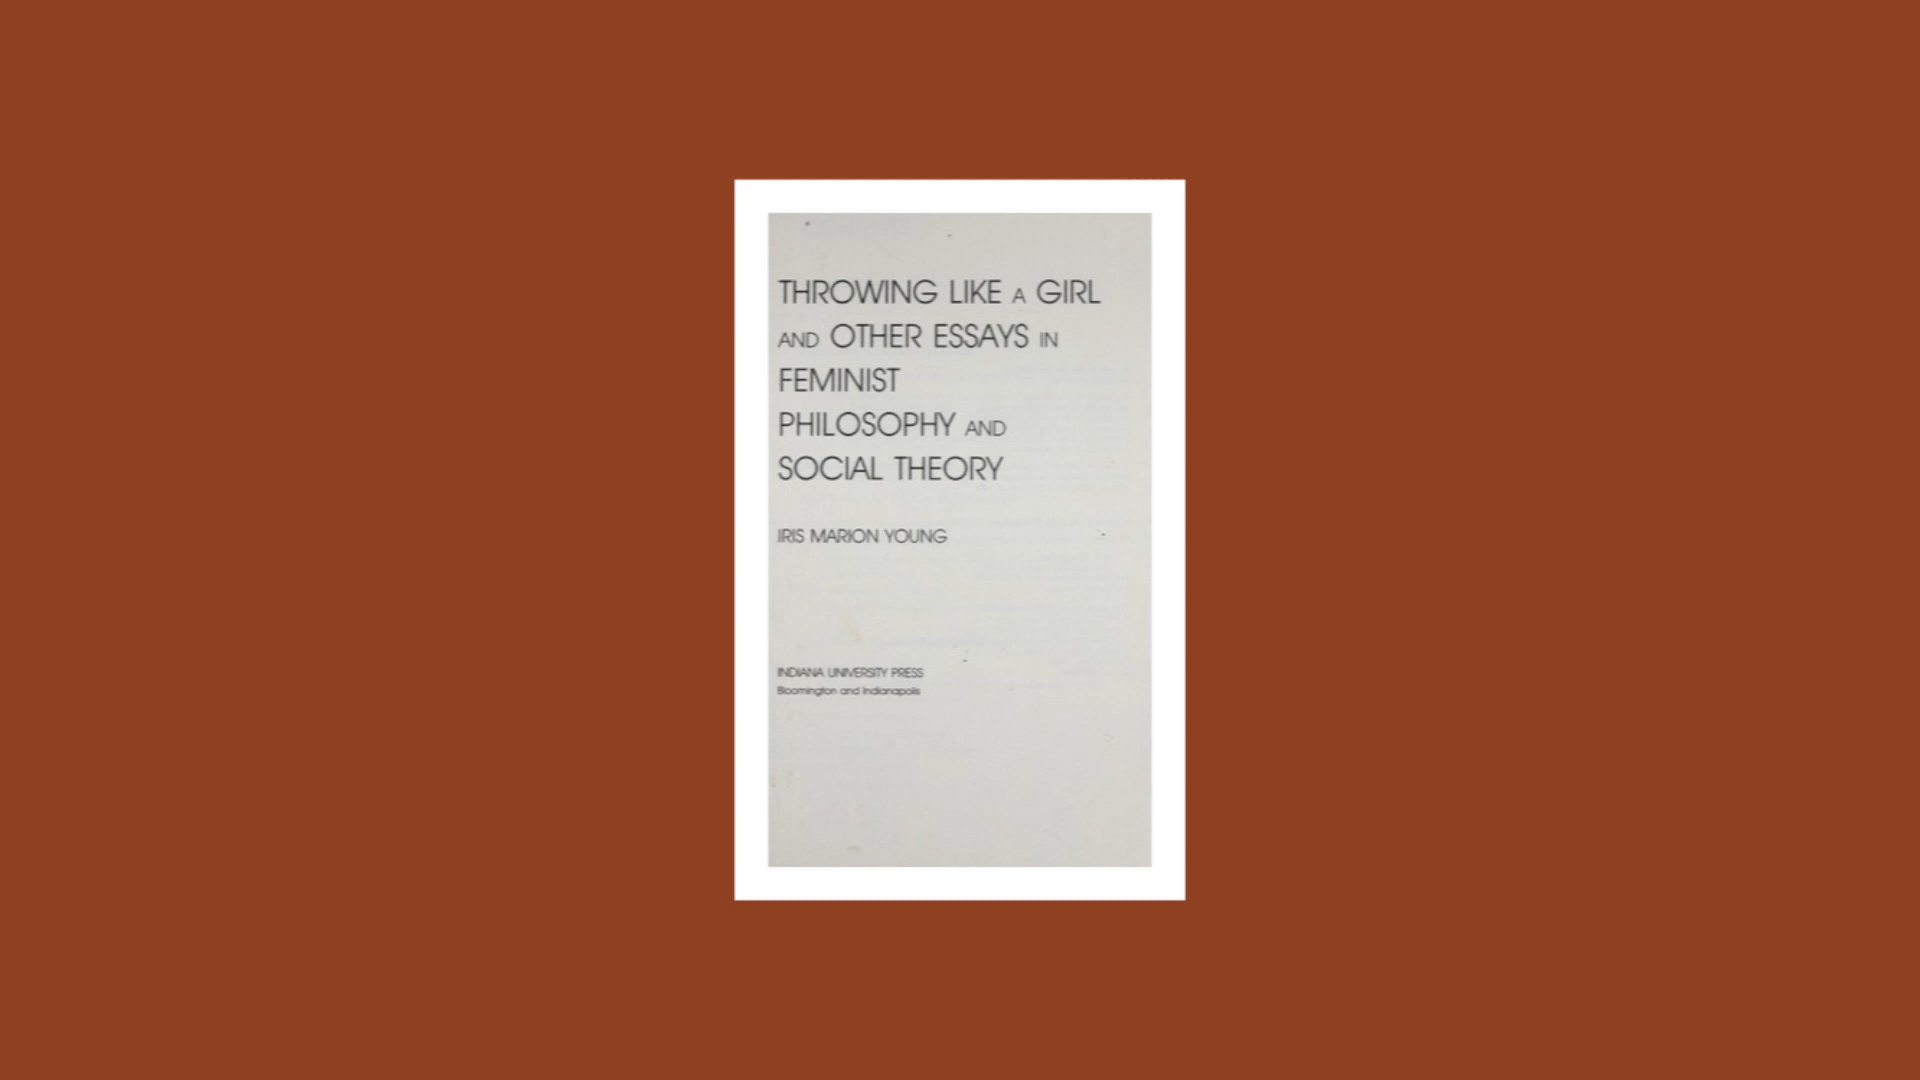 THROWING LIKE A GIRL
AND OTHER ESSAYS IN
FEMINIST
PHILOSOPHY AND
SOCIAL THEORY
IRIS MARION YOUNG
INDIANA UNIVERSITY PRESS
Bloomington and Indianapolis